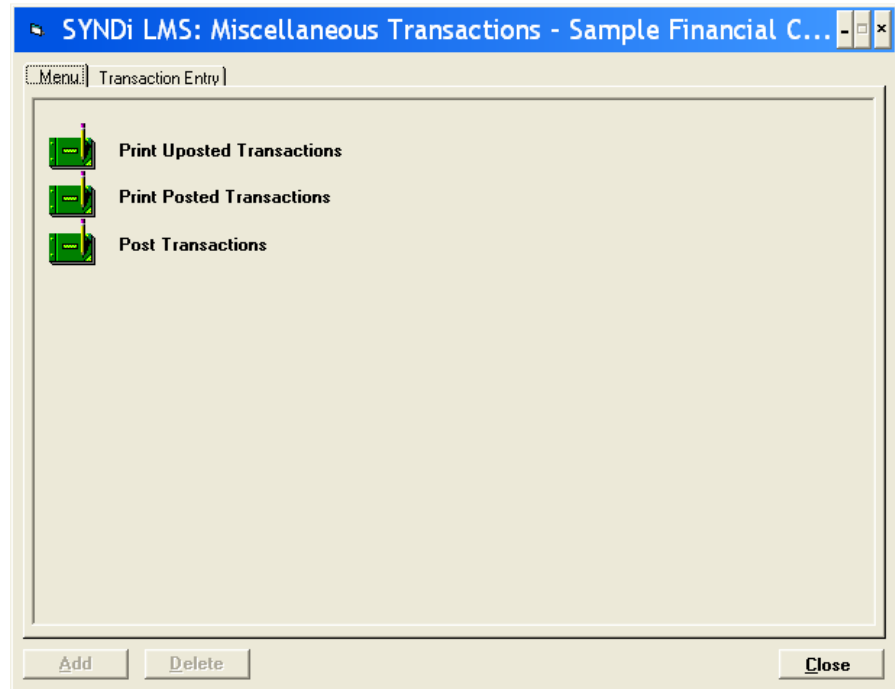 SYNDi LMS: Miscellaneous Transactions - Sample Financial C...
Menu Transaction Entry
Print Uposted Transactions
Print Posted Transactions
Post Transactions
Add Delete Close